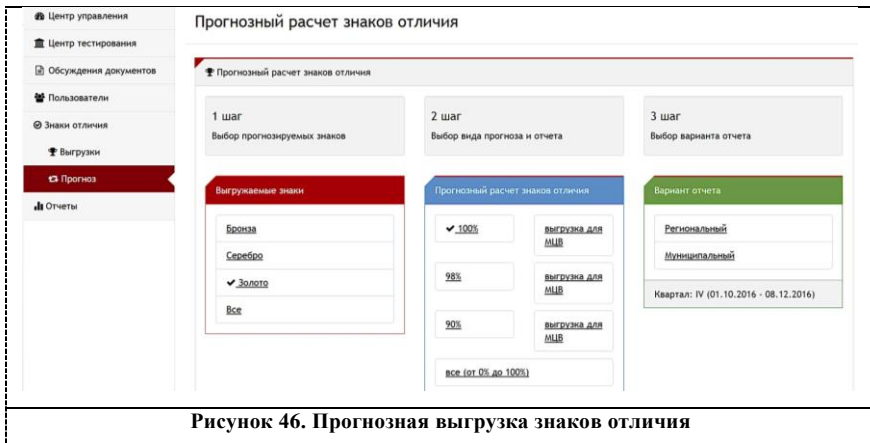 Центр управления
Центр тестирования
Обсуждения документов
Пользователи
Знаки отличия
Выгрузки
Прогноз
Отчеты
Прогнозный расчет знаков отличия
Прогнозный расчет знаков отличия
1 шаг
Выбор прогнозируемых знаков
2 шаг
Выбор вида прогноза и отчета
3 шаг
Выбор варианта отчета
Выгружаемые знаки
Бронза
Серебро
Золото
Все
Прогнозный расчет знаков отличия
100%
выгрузка для
МЦВ
98%
выгрузка для
МЦВ
90%
выгрузка для
МЦВ
все (от 0% до 100%)
Вариант отчета
Региональный
Муниципальный
Квартал: IV (01.10.2016 - 08.12.2016)
Рисунок 46. Прогнозная выгрузка знаков отличия